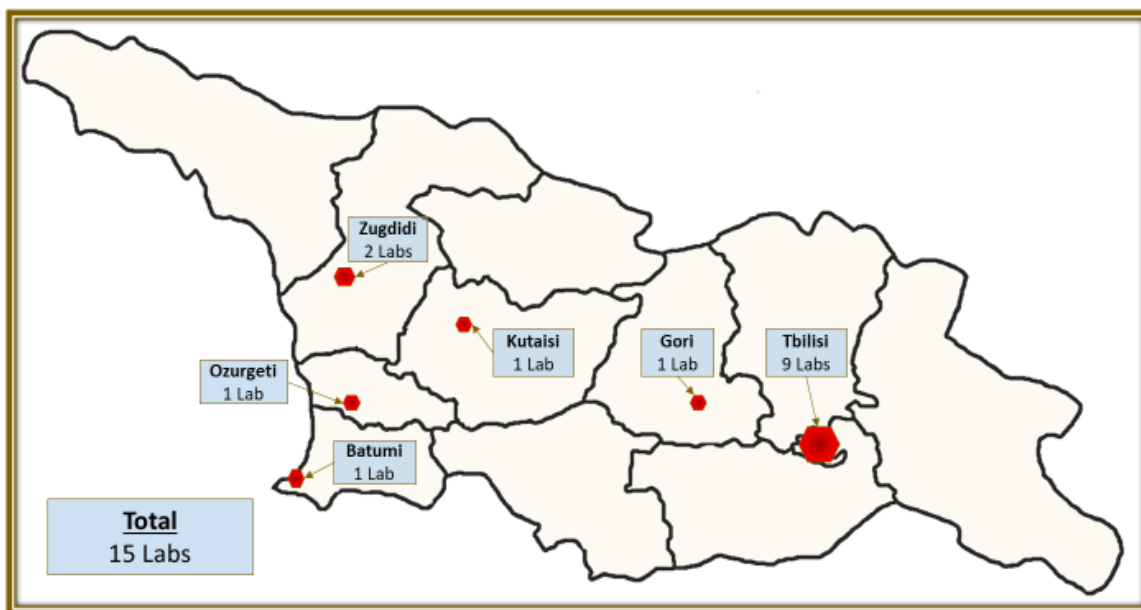 Zugdidi
2 Labs
Kutaisi
1 Lab
Gori
1 Lab
Tbilisi
9 Labs
Ozurgeti
1 Lab
Batumi
1 Lab
Total
15 Labs